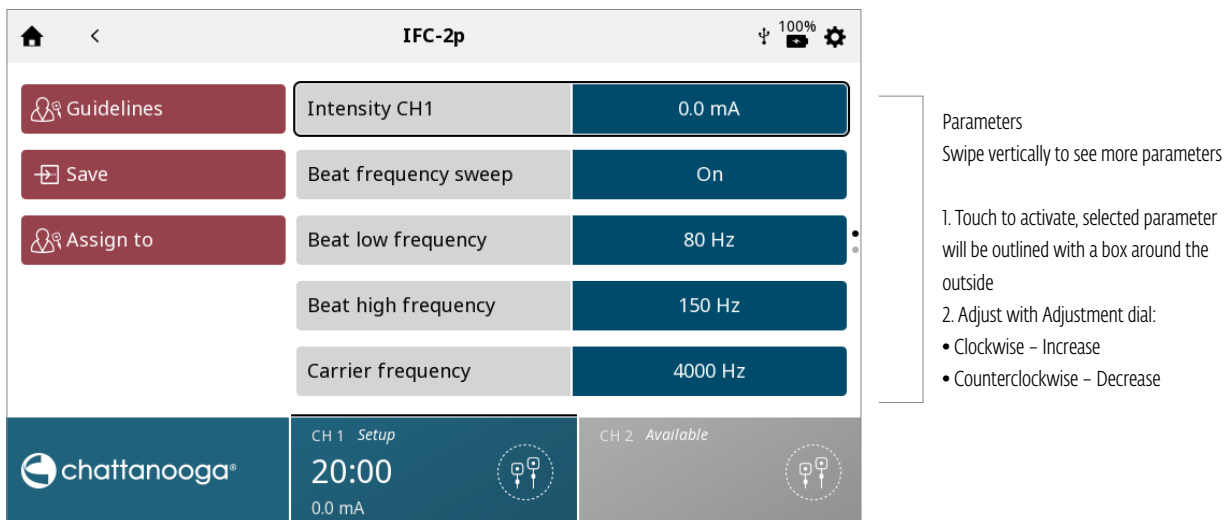 IFC-2p
100%
Guidelines
Save
Assign to
Intensity CH1 0.0 mA
Beat frequency sweep On
Beat low frequency 80 Hz
Beat high frequency 150 Hz
Carrier frequency 4000 Hz
chattanooga®
CH 1 Setup
20:00
0.0 mA
CH 2 Available
Parameters
Swipe vertically to see more parameters
1. Touch to activate, selected parameter
will be outlined with a box around the
outside
2. Adjust with Adjustment dial:
• Clockwise – Increase
• Counterclockwise – Decrease